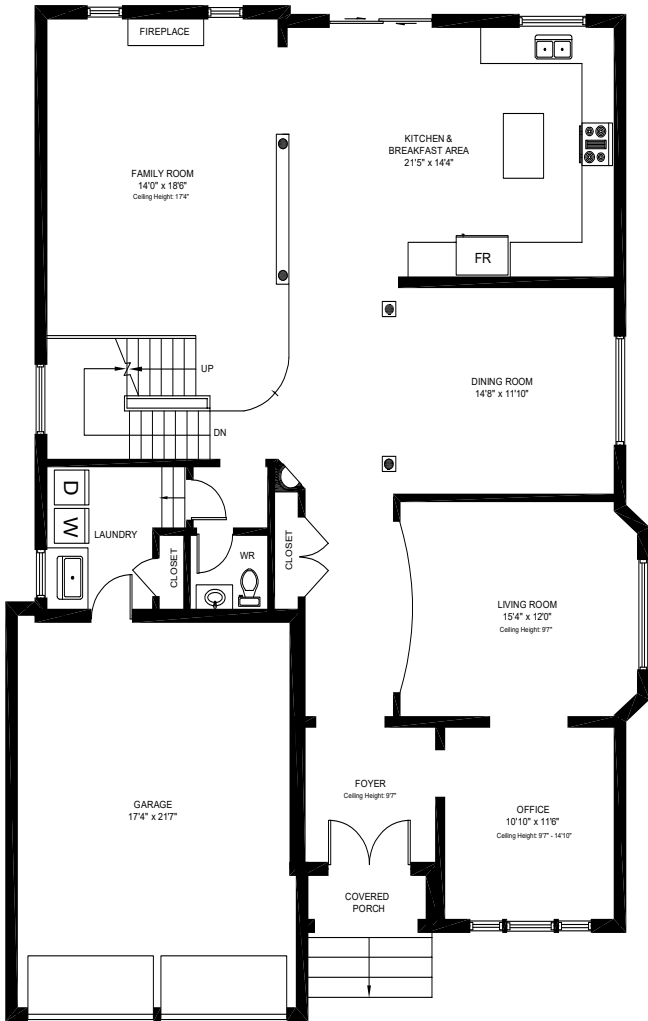 FIREPLACE
KITCHEN &
BREAKFAST AREA
21'5" x 14'4"
FAMILY ROOM
14'0" x 18'6"
Ceiling Height: 17'4"
FR
UP
DINING ROOM
14'8" x 11'10"
DN
D
W
LAUNDRY
CLOSET
WR
CLOSET
LIVING ROOM
15'4" x 12'0"
Ceiling Height: 9'7"
FOYER
Ceiling Height: 9'7"
GARAGE
17'4" x 21'7"
OFFICE
10'10" x 11'6"
Ceiling Height: 9'7" - 14'10"
COVERED
PORCH